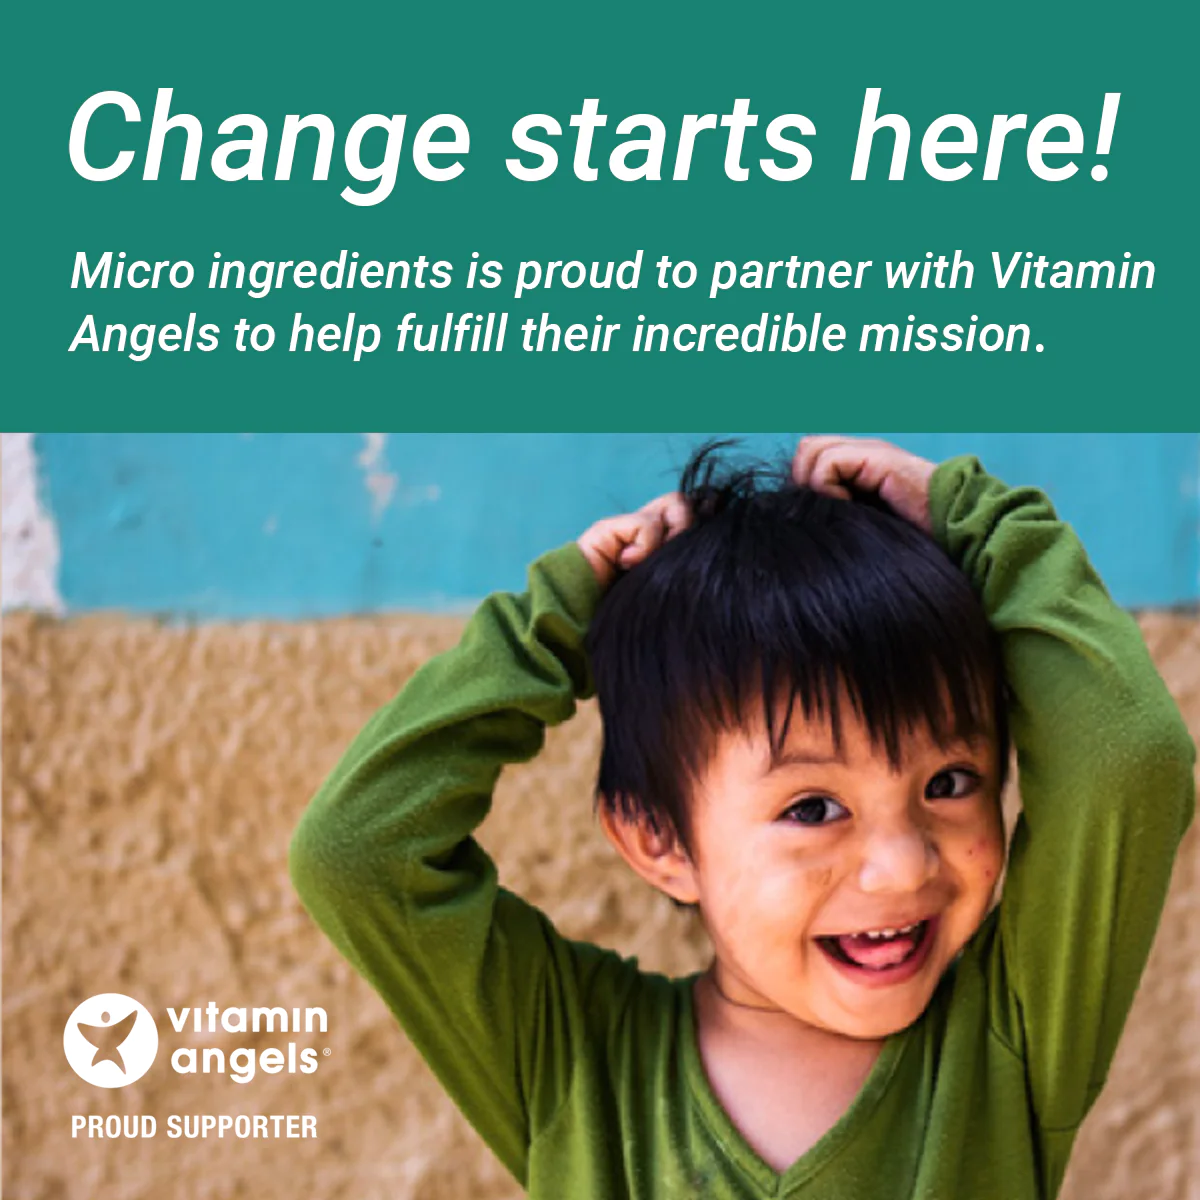 Change starts here!
Micro ingredients is proud to partner with Vitamin
Angels to help fulfill their incredible mission.
vitamin
angels®
PROUD SUPPORTER